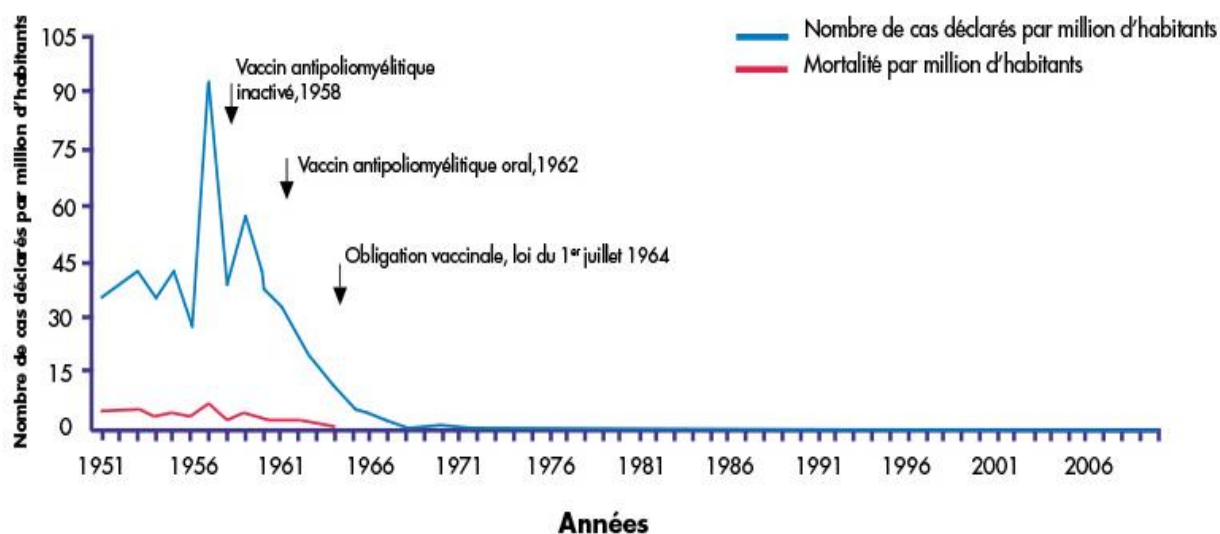 Nombre de cas déclarés par million d'habitants
105
90
75
60
45
30
15
0
Nombre de cas déclarés par million d'habitants
Mortalité par million d'habitants
Vaccin antipoliomyélitique
inactivé,1958
Vaccin antipoliomyélitique oral,1962
Obligation vaccinale, loi du 1er juillet 1964
1951 1956 1961 1966 1971 1976 1981 1986 1991 1996 2001 2006
Années